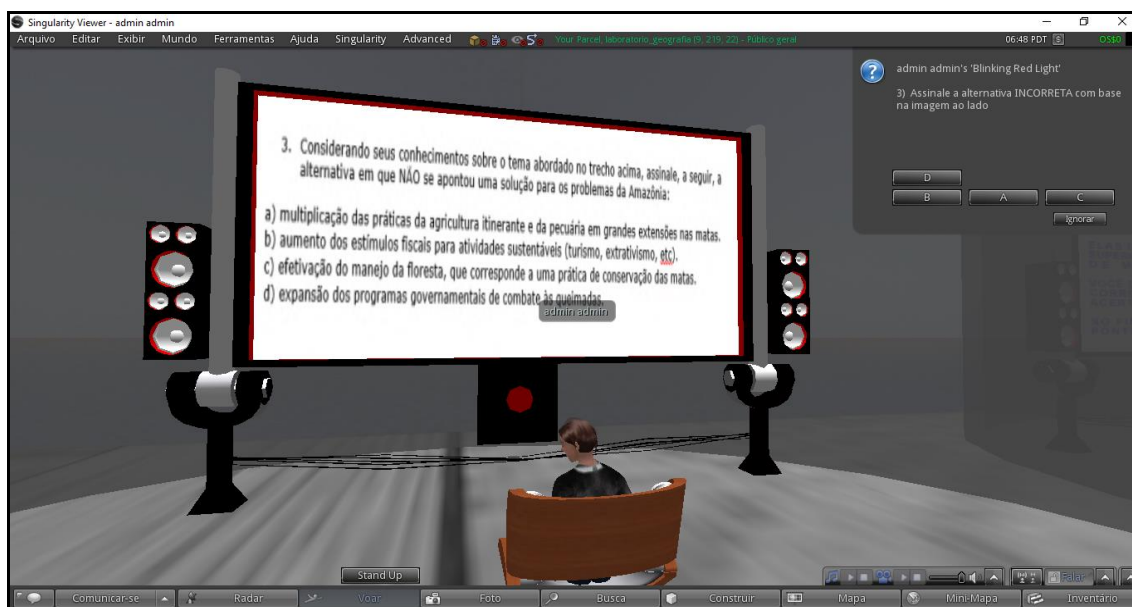 Singularity Viewer - admin admin
Arquivo Editar Exibir Mundo Ferramentas Ajuda Singularity Advanced Your Parcel, laboratorio_geografia (9, 219, 22) - Público geral 06:48 PDT OS$0
admin admin's 'Blinking Red Light'
3) Assinale a alternativa INCORRETA com base
na imagem ao lado
D
B A C
Ignorar
3. Considerando seus conhecimentos sobre o tema abordado no trecho acima, assinale, a seguir, a
alternativa em que NÃO se apontou uma solução para os problemas da Amazônia:
a) multiplicação das práticas da agricultura itinerante e da pecuária em grandes extensões nas matas.
b) aumento dos estímulos fiscais para atividades sustentáveis (turismo, extrativismo, etc).
c) efetivação do manejo da floresta, que corresponde a uma prática de conservação das matas.
d) expansão dos programas governamentais de combate às queimadas.
admin admin
Stand Up
Falar
Comunicar-se Radar Voar Foto Busca Construir Mapa Mini-Mapa Inventário